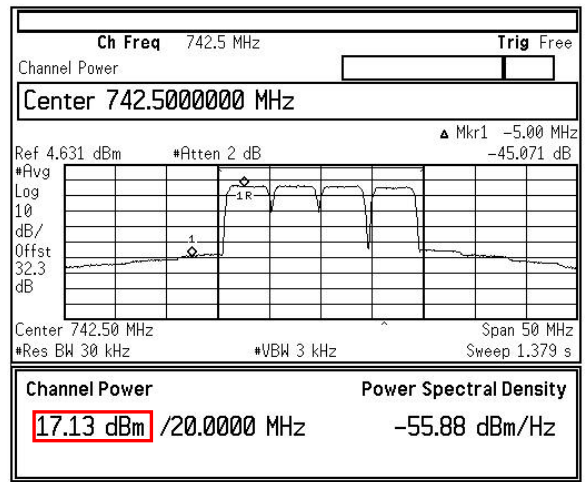 Ch Freq 742.5 MHz Trig Free
Channel Power
Center 742.5000000 MHz
Δ Mkr1 -5.00 MHz
Ref 4.631 dBm #Atten 2 dB -45.071 dB
#Avg
Log
10
dB/
Offst
32.3
dB
1R
1
Center 742.50 MHz Span 50 MHz
#Res BW 30 kHz #VBW 3 kHz Sweep 1.379 s
Channel Power Power Spectral Density
17.13 dBm /20.0000 MHz -55.88 dBm/Hz